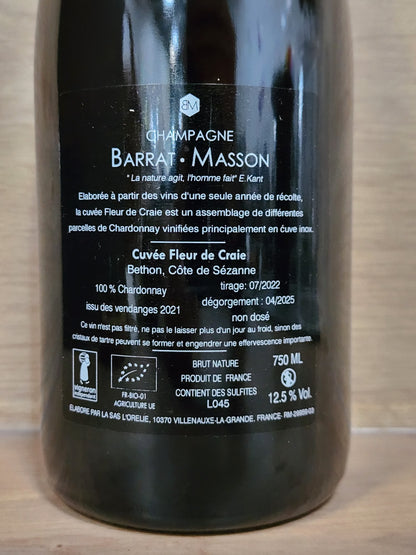 BM
CHAMPAGNE
BARRAT • MASSON
"La nature agit, l'homme fait" E.Kant
Elaborée à partir des vins d'une seule année de récolte,
la cuvée Fleur de Craie est un assemblage de différentes
parcelles de Chardonnay vinifiées principalement en cuve inox.
Cuvée Fleur de Craie
Bethon, Côte de Sézanne
100 % Chardonnay
issu des vendanges 2021
tirage: 07/2022
dégorgement : 04/2025
non dosé
Ce vin n'est pas filtré, ne pas le laisser plus d'un jour au froid, sinon des
cristaux de tartre peuvent se former et engendrer une effervescence importante.
vigneron
indépendant
FR-BIO-01
AGRICULTURE UE
BRUT NATURE
PRODUIT DE FRANCE
CONTIENT DES SULFITES
L045
750 ML
12.5 % Vol.
ELABORE PAR LA SAS L'ORELIE, 10370 VILLENAUXE-LA-GRANDE, FRANCE-